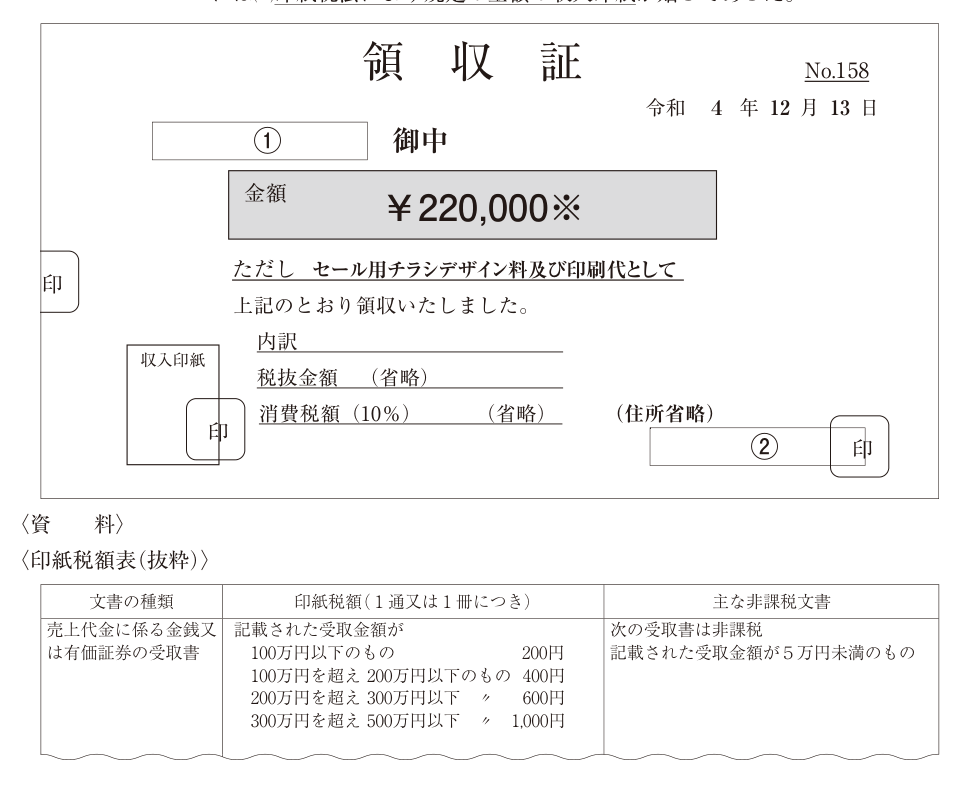 領収証
No.158
令和 4 年 12 月 13 日
① 御中
金額
¥220,000※
ただし セール用チラシデザイン料及び印刷代として
印
上記のとおり領収いたしました。
内訳
収入印紙
税抜金額 (省略)
消費税額(10%) (省略)
(住所省略)
印
② 印
〈資 料〉
〈印紙税額表(抜粋)〉
文書の種類 印紙税額(1通又は1冊につき) 主な非課税文書
売上代金に係る金銭又 記載された受取金額が 次の受取書は非課税
は有価証券の受取書 100万円以下のもの 200円 記載された受取金額が5万円未満のもの
100万円を超え 200万円以下のもの 400円
200万円を超え 300万円以下 〃 600円
300万円を超え 500万円以下 〃 1,000円